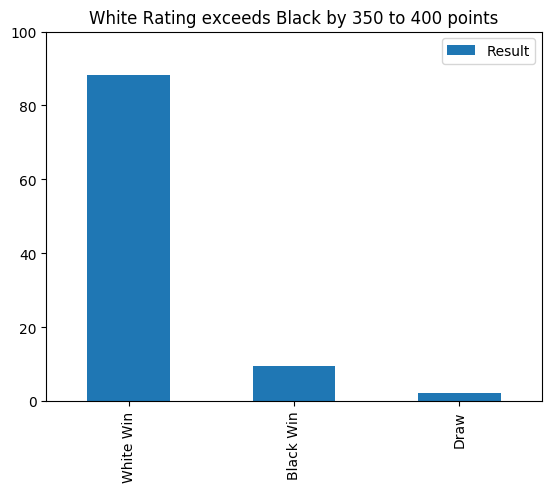 White Rating exceeds Black by 350 to 400 points
Result
100
80
60
40
20
0
White Win
Black Win
Draw